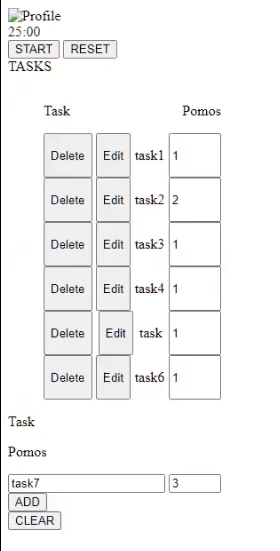 Profile
25:00
START RESET
TASKS
Task Pomos
Delete Edit task1 1
Delete Edit task2 2
Delete Edit task3 1
Delete Edit task4 1
Delete Edit task 1
Delete Edit task6 1
Task
Pomos
task7 3
ADD
CLEAR